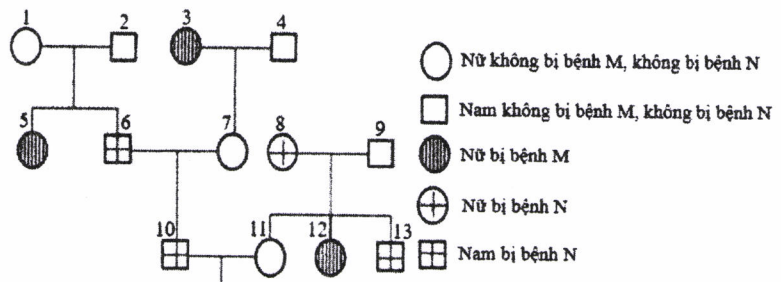 1 2 3 4
Nữ không bị bệnh M, không bị bệnh N
Nam không bị bệnh M, không bị bệnh N
5 6 7 8 9
Nữ bị bệnh M
Nữ bị bệnh N
10 11 12 13
Nam bị bệnh N